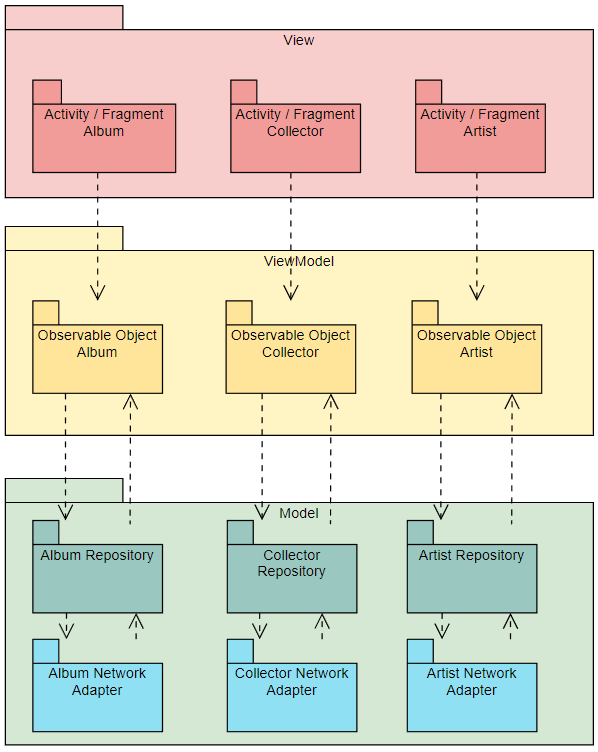 View
Activity / Fragment
Album
Activity / Fragment
Collector
Activity / Fragment
Artist
ViewModel
Observable Object
Album
Observable Object
Collector
Observable Object
Artist
Model
Album Repository
Collector
Repository
Artist Repository
Album Network
Adapter
Collector Network
Adapter
Artist Network
Adapter